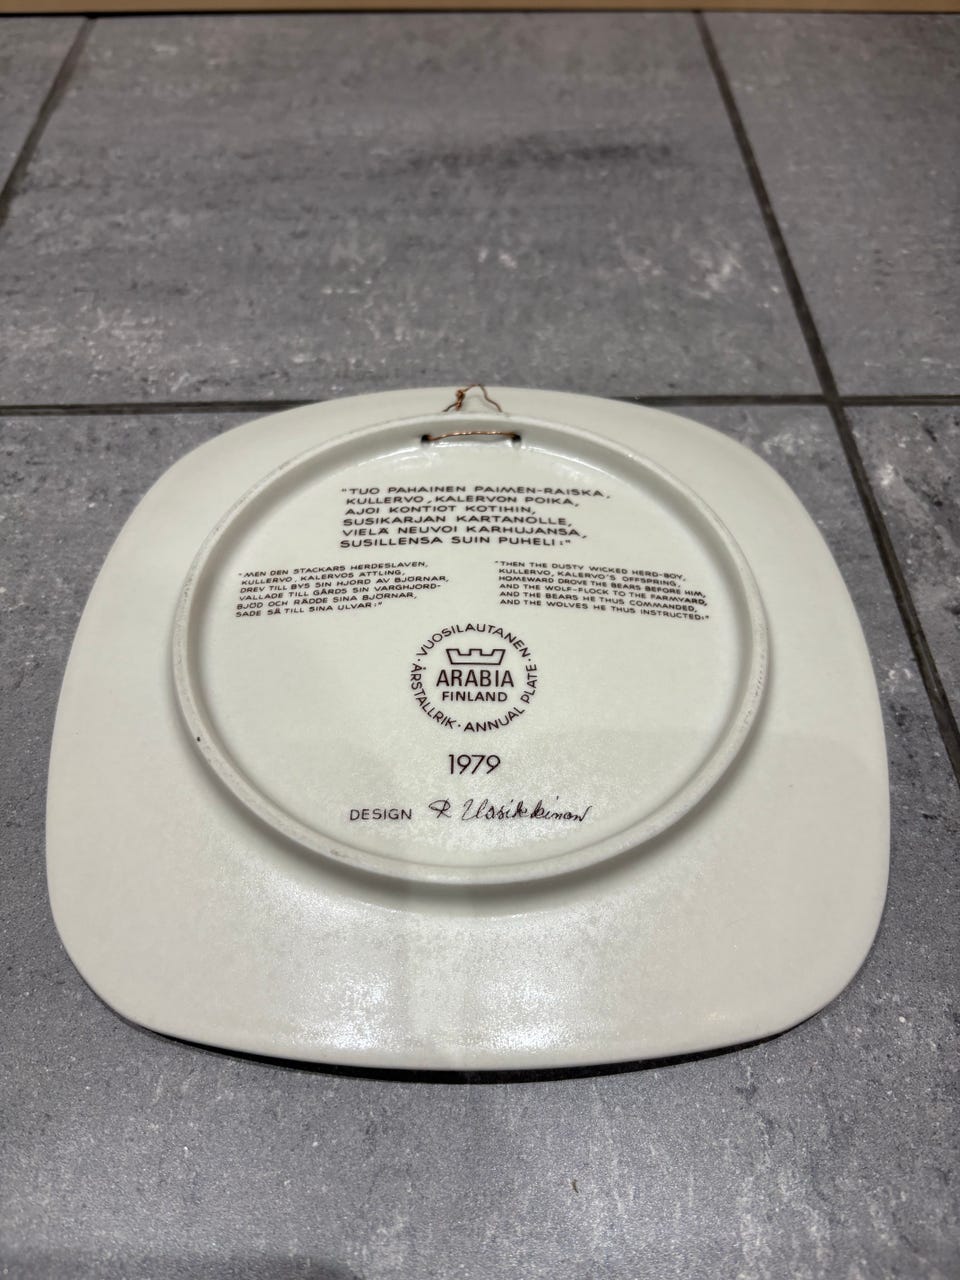 "TUO PAHAINEN PAIMEN-RAISKA,
KULLERVO, KALERVON POIKA,
AJOI KONTIOT KOTIHIN,
SUSIKARJAN KARTANOLLE,
VIELÄ NEUVOI KARHUJANSA,
SUSILLENSA SUIN PUHELI:"
"MEN DEN STACKARS HERDESLAVEN,
KULLERVO, KALERVOS ÄTTLING,
DREV TILL BYS SIN HJORD AV BJÖRNAR,
VALLADE TILL GÅRDS SIN VARGHJORD-
BJÖD OCH RÄDDE SINA BJÖRNAR,
SADE SÅ TILL SINA ULVAR:"
"THEN THE DUSTY WICKED HERD-BOY,
KULLERVO, KALERVO'S OFFSPRING,
HOMEWARD DROVE THE BEARS BEFORE HIM,
AND THE WOLF-FLOCK TO THE FARMYARD,
AND THE BEARS HE THUS COMMANDED,
AND THE WOLVES HE THUS INSTRUCTED:"
· VUOSILAUTANEN · ÅRSTALLRIK · ANNUAL PLATE
ARABIA
FINLAND
1979
DESIGN R Uosikkinen